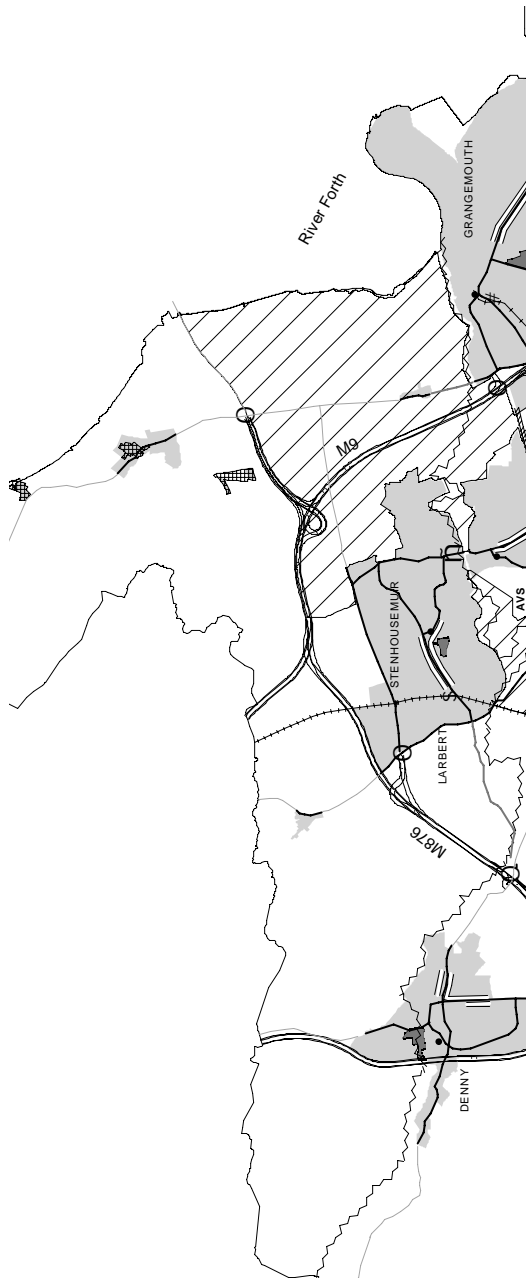 River Forth
GRANGEMOUTH
M9
STENHOUSEMUIR
AVS
LARBERT
M876
DENNY